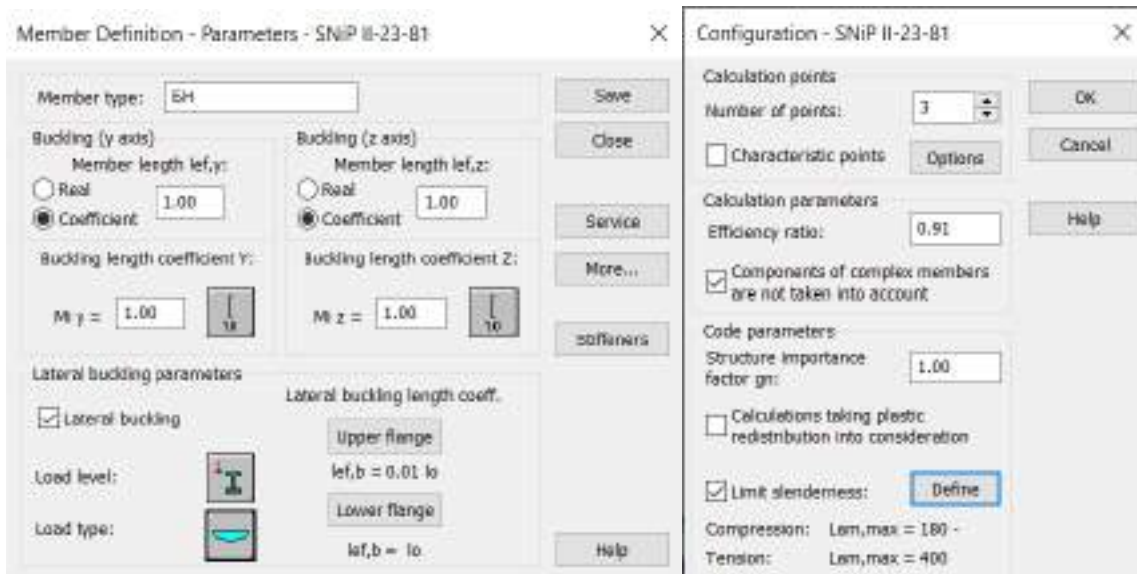 Member Definition - Parameters - SNiP II-23-81
Member type: БН
Save
Close
Buckling (y axis)
Member length lef,y:
Real
Coefficient
1.00
Buckling (z axis)
Member length lef,z:
Real
Coefficient
1.00
Service
More...
Buckling length coefficient Y:
Mi y = 1.00
Buckling length coefficient Z:
Mi z = 1.00
Stiffeners
Lateral buckling parameters
Lateral buckling
Load level:
Load type:
Lateral buckling length coeff.
Upper flange
lef,b = 0.01 lo
Lower flange
lef,b = lo
Help
Configuration - SNiP II-23-81
Calculation points
Number of points: 3
Characteristic points
Options
OK
Cancel
Help
Calculation parameters
Efficiency ratio: 0.91
Components of complex members
are not taken into account
Code parameters
Structure importance
factor gn: 1.00
Calculations taking plastic
redistribution into consideration
Limit slenderness: Define
Compression: Lam,max = 180 -
Tension: Lam,max = 400